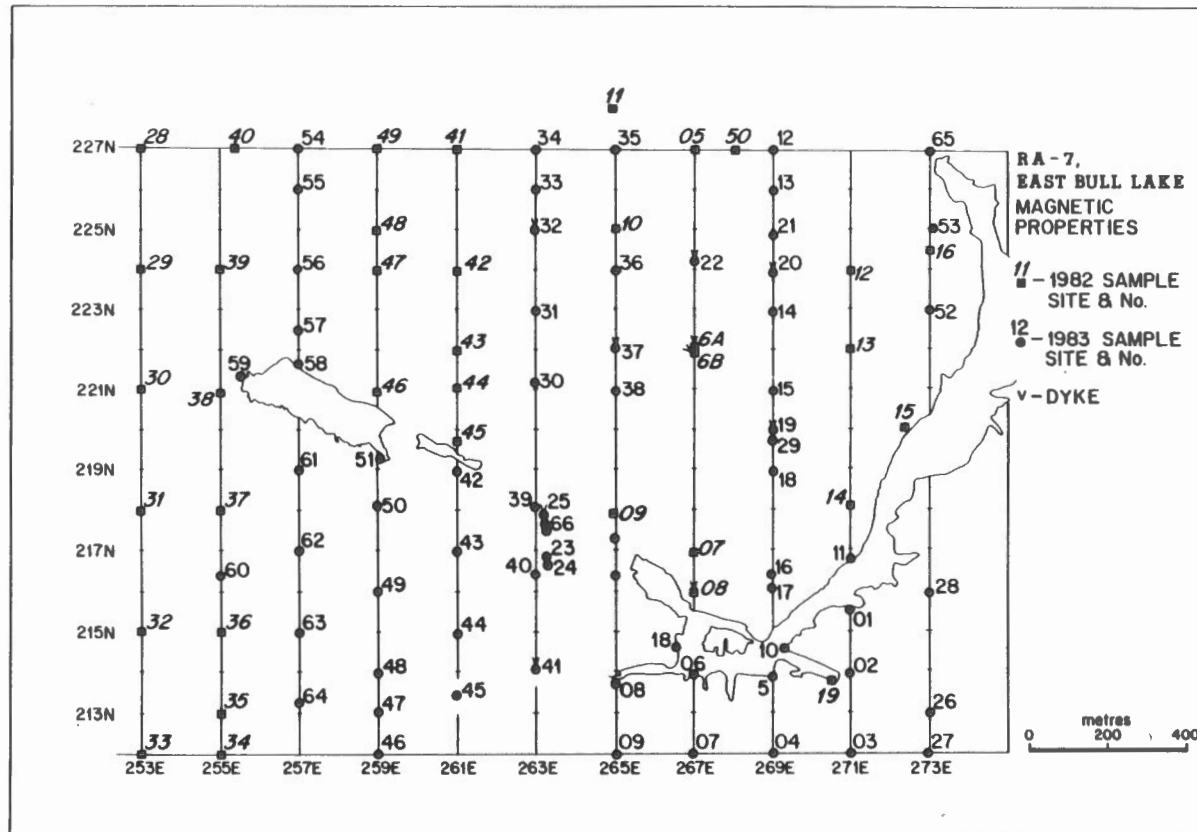 11
28 40 54 49 41 34 35 05 50 12 65
227N
RA-7,
EAST BULL LAKE
MAGNETIC
PROPERTIES
55 33 13
48 32 10 21 53
225N
16
29 39 56 47 42 36 22 20 12
11 - 1982 SAMPLE
SITE & No.
223N
31 14 52
57 43 37 6A 13
6B
12 - 1983 SAMPLE
SITE & No.
59 58
30 38 46 44 30 38 15
221N
V - DYKE
45 19 15
29
51
219N
61 42 18
31 37 50 39 25 09 14
66
217N
62 43 23 07 11
60 40 24 16
49 08 17 28
01
215N
32 36 63 44 18 10
48 41 06 02
08 5 19
64 45
213N
35 47 26
metres
0 200 400
33 34 46 09 07 04 03 27
253E 255E 257E 259E 261E 263E 265E 267E 269E 271E 273E